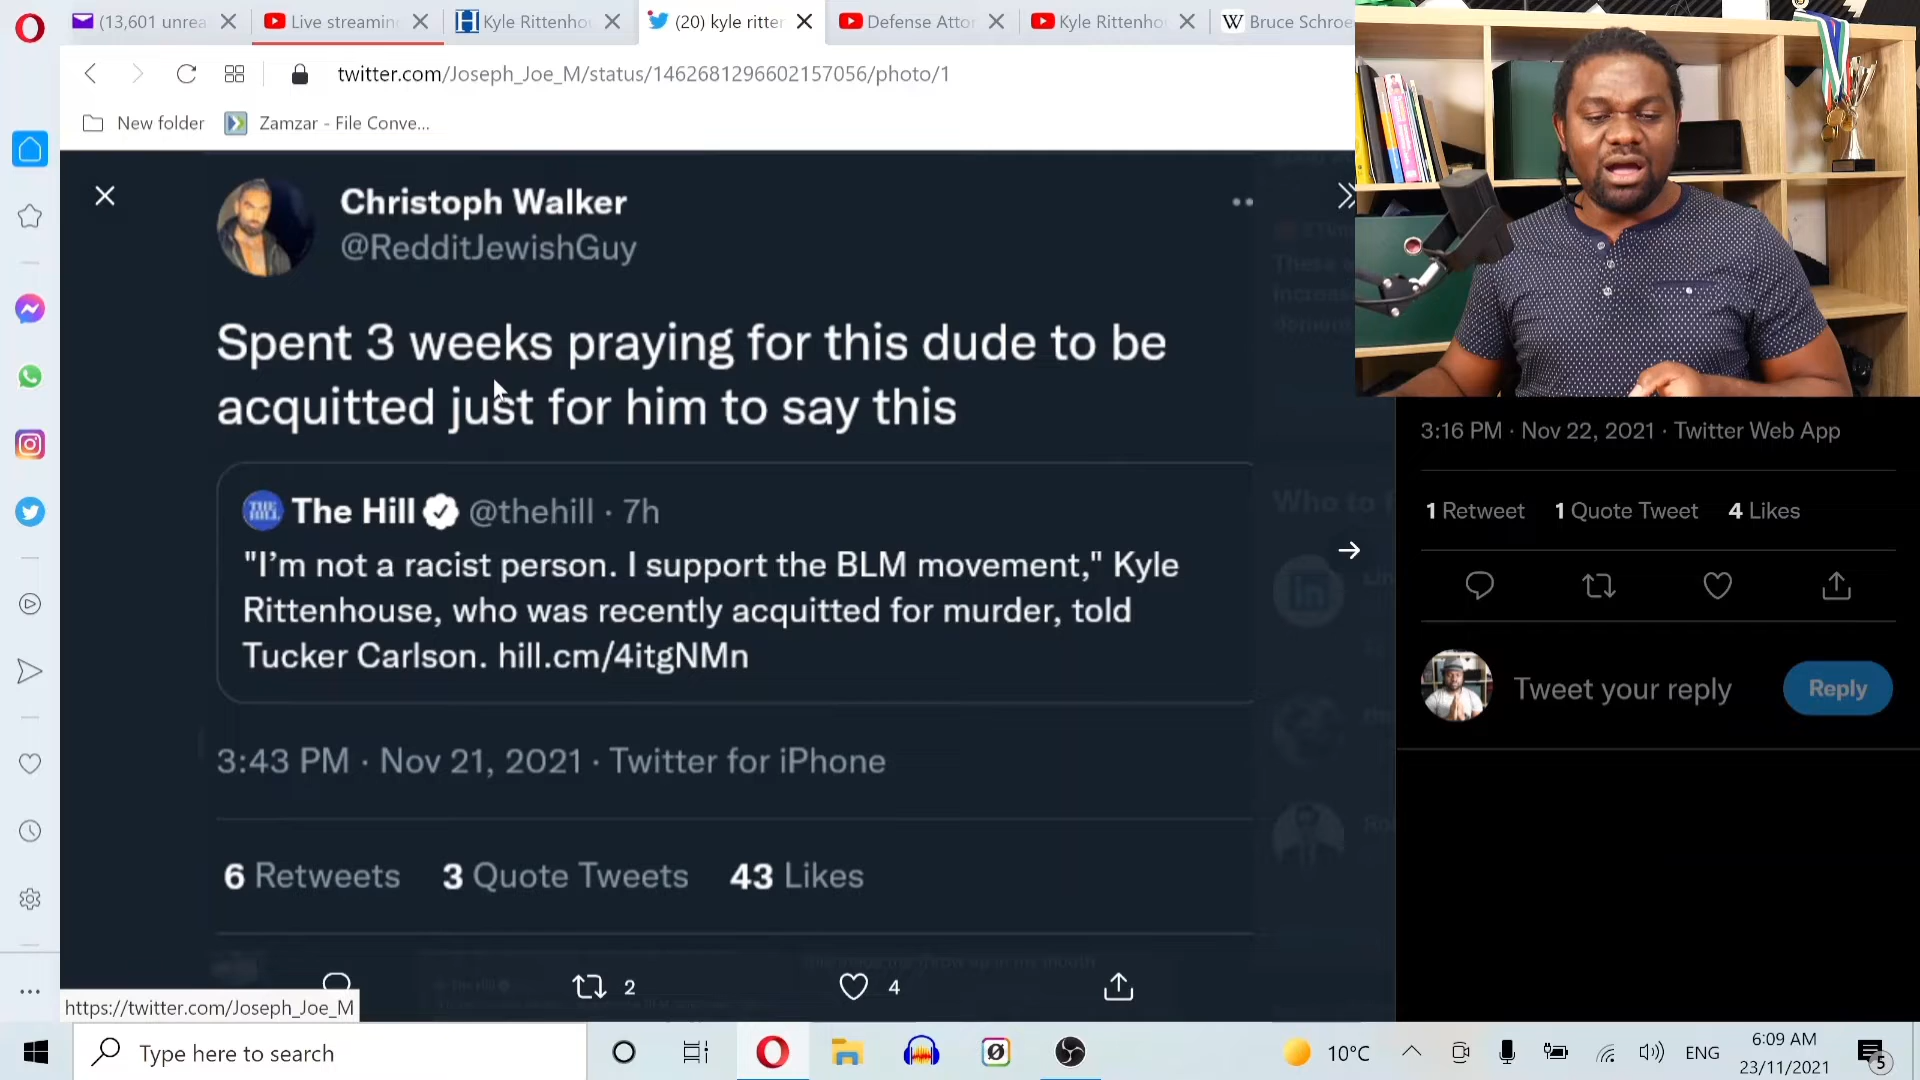 (13,601 unrea
Live streaming
Kyle Rittenho
(20) kyle ritter
Defense Attor
Kyle Rittenho
Bruce Schroe
twitter.com/Joseph_Joe_M/status/1462681296602157056/photo/1
New folder
Zamzar - File Conve...
Christoph Walker
@RedditJewishGuy
Spent 3 weeks praying for this dude to be
acquitted just for him to say this
The Hill @thehill · 7h
"I'm not a racist person. I support the BLM movement," Kyle
Rittenhouse, who was recently acquitted for murder, told
Tucker Carlson. hill.cm/4itgNMn
3:43 PM · Nov 21, 2021 · Twitter for iPhone
6 Retweets 3 Quote Tweets 43 Likes
2
4
https://twitter.com/Joseph_Joe_M
Who to f
3:16 PM · Nov 22, 2021 · Twitter Web App
1 Retweet 1 Quote Tweet 4 Likes
Tweet your reply
Reply
Type here to search
10°C
ENG
6:09 AM
23/11/2021
5